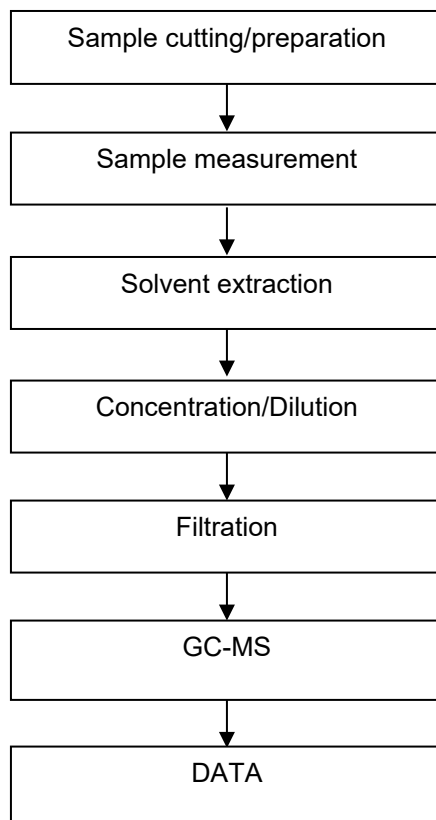 Sample cutting/preparation
Sample measurement
Solvent extraction
Concentration/Dilution
Filtration
GC-MS
DATA